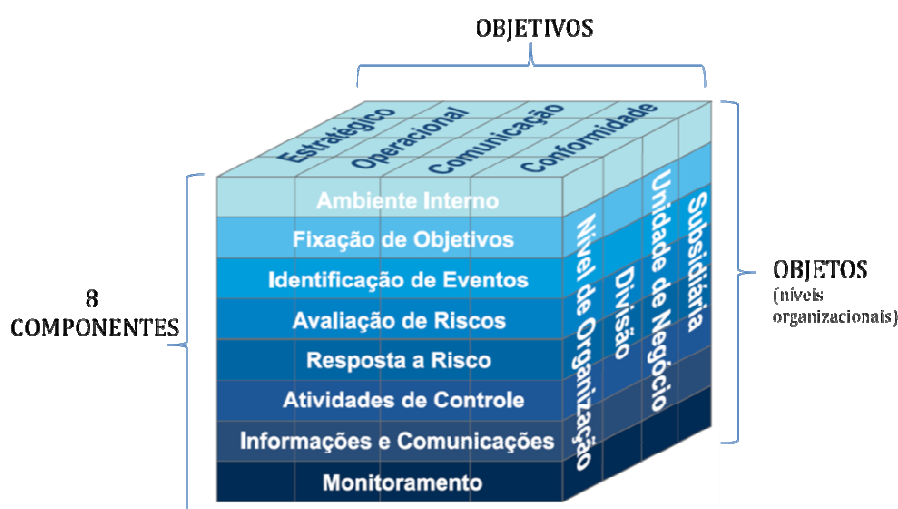 OBJETIVOS
Estratégico
Operacional
Comunicação
Conformidade
8
COMPONENTES
Ambiente Interno
Fixação de Objetivos
Identificação de Eventos
Avaliação de Riscos
Resposta a Risco
Atividades de Controle
Informações e Comunicações
Monitoramento
Nível de Organização
Divisão
Unidade de Negócio
Subsidiária
OBJETOS
(níveis
organizacionais)